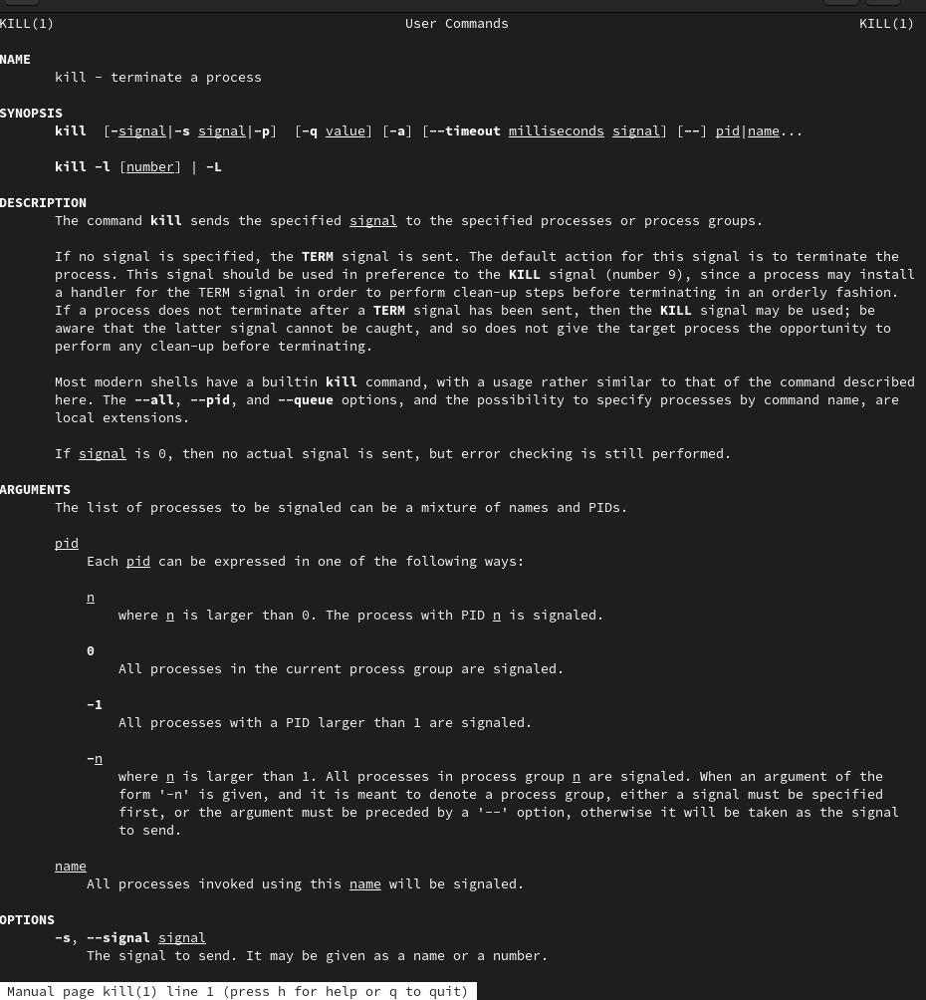 KILL(1) User Commands KILL(1)
NAME
kill - terminate a process
SYNOPSIS
kill [-signal|-s signal|-p] [-q value] [-a] [--timeout milliseconds signal] [--] pid|name...
kill -l [number] | -L
DESCRIPTION
The command kill sends the specified signal to the specified processes or process groups.
If no signal is specified, the TERM signal is sent. The default action for this signal is to terminate the
process. This signal should be used in preference to the KILL signal (number 9), since a process may install
a handler for the TERM signal in order to perform clean-up steps before terminating in an orderly fashion.
If a process does not terminate after a TERM signal has been sent, then the KILL signal may be used; be
aware that the latter signal cannot be caught, and so does not give the target process the opportunity to
perform any clean-up before terminating.
Most modern shells have a builtin kill command, with a usage rather similar to that of the command described
here. The --all, --pid, and --queue options, and the possibility to specify processes by command name, are
local extensions.
If signal is 0, then no actual signal is sent, but error checking is still performed.
ARGUMENTS
The list of processes to be signaled can be a mixture of names and PIDs.
pid
Each pid can be expressed in one of the following ways:
n
where n is larger than 0. The process with PID n is signaled.
0
All processes in the current process group are signaled.
-1
All processes with a PID larger than 1 are signaled.
-n
where n is larger than 1. All processes in process group n are signaled. When an argument of the
form '-n' is given, and it is meant to denote a process group, either a signal must be specified
first, or the argument must be preceded by a '--' option, otherwise it will be taken as the signal
to send.
name
All processes invoked using this name will be signaled.
OPTIONS
-s, --signal signal
The signal to send. It may be given as a name or a number.
Manual page kill(1) line 1 (press h for help or q to quit)